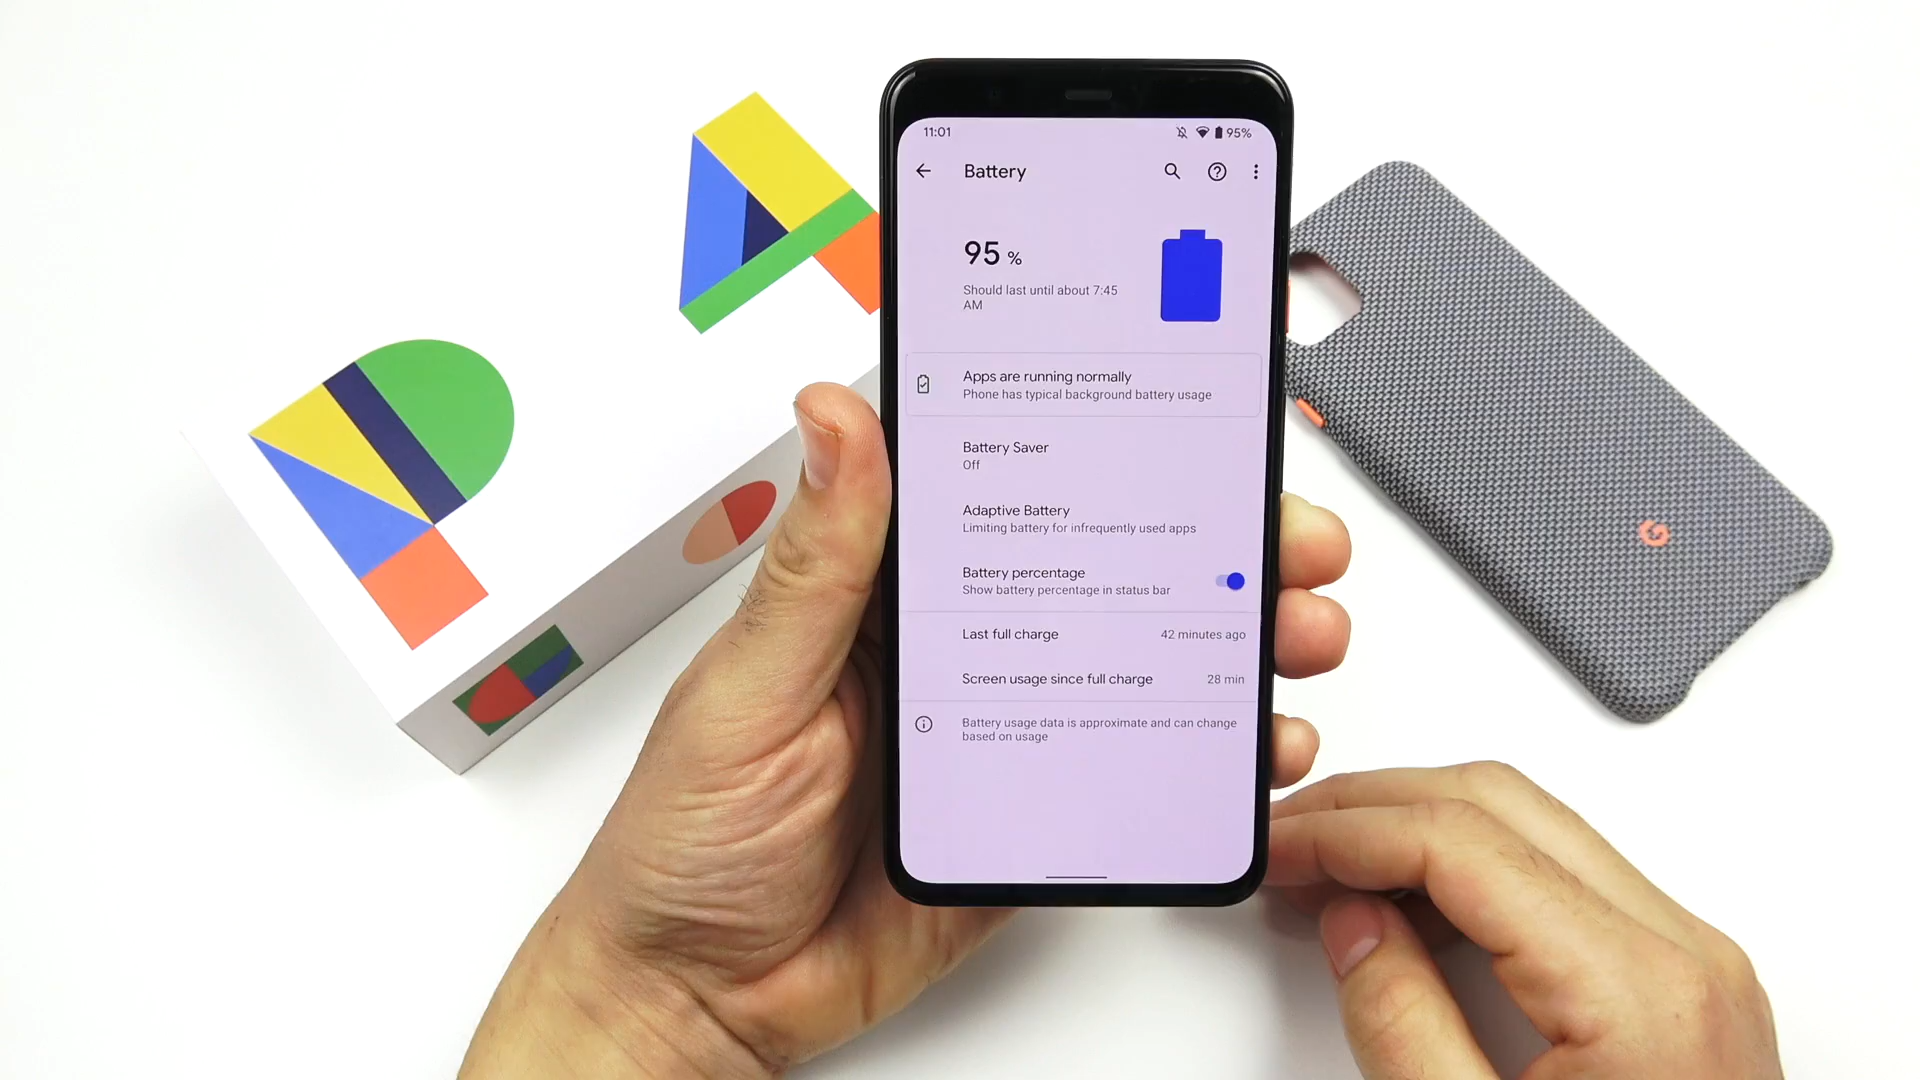 11:01
95%
Battery
95 %
Should last until about 7:45
AM
Apps are running normally
Phone has typical background battery usage
Battery Saver
Off
Adaptive Battery
Limiting battery for infrequently used apps
Battery percentage
Show battery percentage in status bar
Last full charge
42 minutes ago
Screen usage since full charge
28 min
Battery usage data is approximate and can change
based on usage